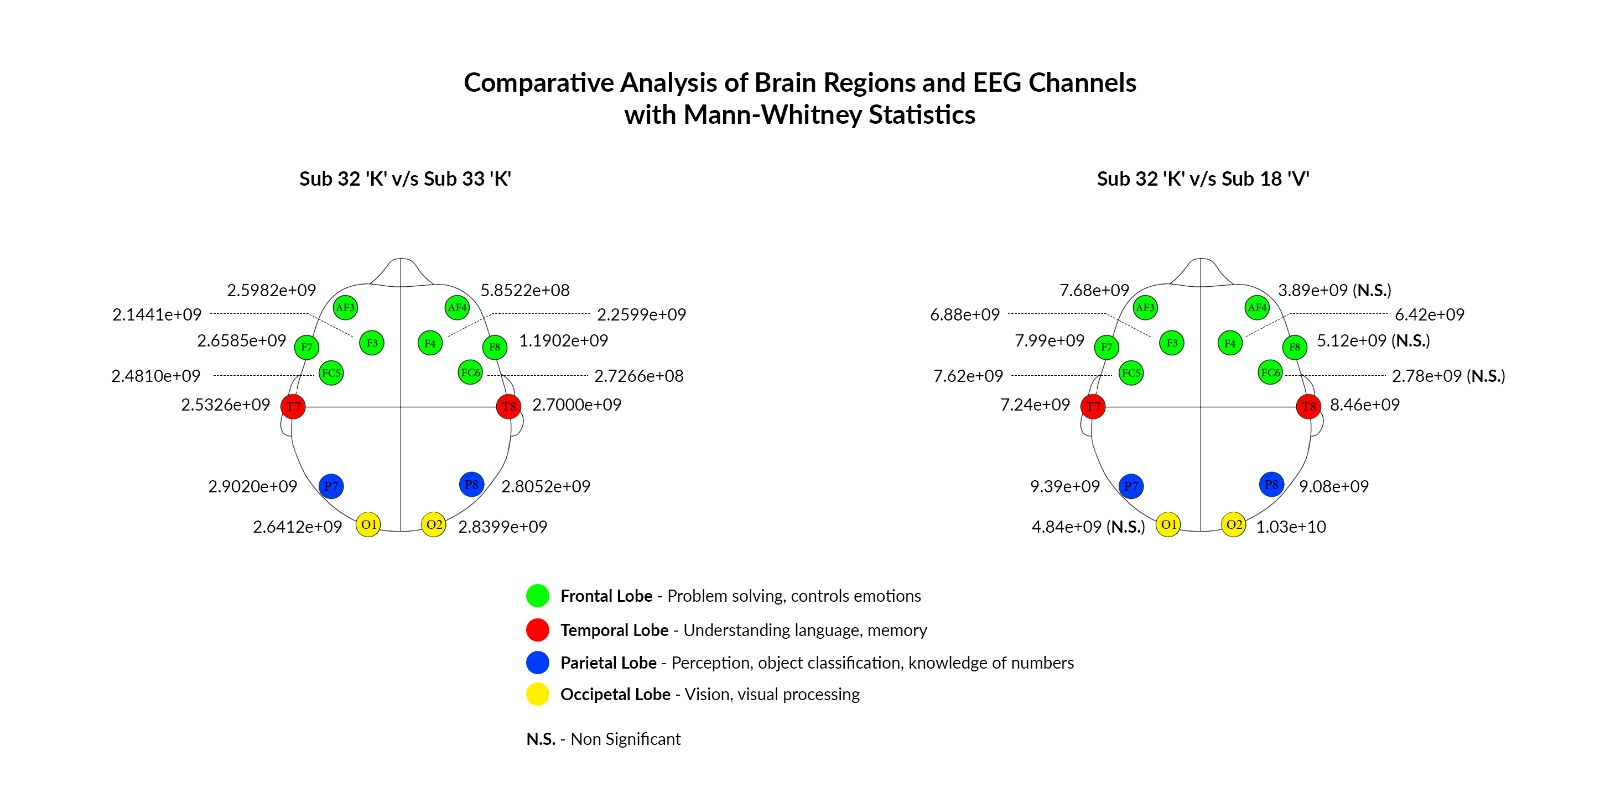 Comparative Analysis of Brain Regions and EEG Channels
with Mann-Whitney Statistics
Sub 32 'K' v/s Sub 33 'K'
2.5982e+09
AF3
AF4
5.8522e+08
2.1441e+09
F3
F4
2.2599e+09
2.6585e+09
F7
F8
1.1902e+09
2.4810e+09
FC5
FC6
2.7266e+08
2.5326e+09
T7
T8
2.7000e+09
2.9020e+09
P7
P8
2.8052e+09
2.6412e+09
O1
O2
2.8399e+09
Sub 32 'K' v/s Sub 18 'V'
7.68e+09
AF3
AF4
3.89e+09 (N.S.)
6.88e+09
F3
F4
6.42e+09
7.99e+09
F7
F8
5.12e+09 (N.S.)
7.62e+09
FC5
FC6
2.78e+09 (N.S.)
7.24e+09
T7
T8
8.46e+09
9.39e+09
P7
P8
9.08e+09
4.84e+09 (N.S.)
O1
O2
1.03e+10
Frontal Lobe - Problem solving, controls emotions
Temporal Lobe - Understanding language, memory
Parietal Lobe - Perception, object classification, knowledge of numbers
Occipetal Lobe - Vision, visual processing
N.S. - Non Significant